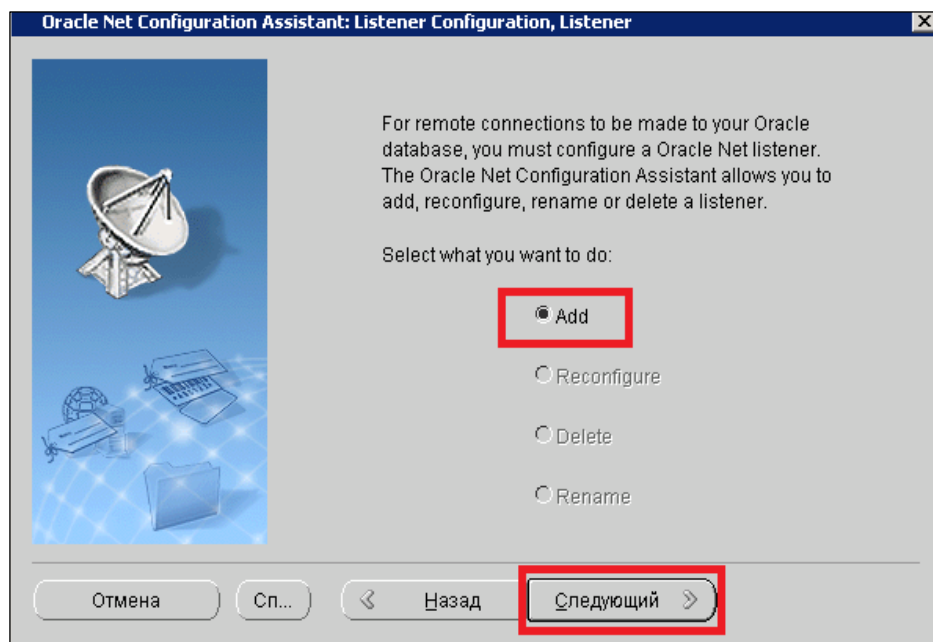 Oracle Net Configuration Assistant: Listener Configuration, Listener
For remote connections to be made to your Oracle
database, you must configure a Oracle Net listener.
The Oracle Net Configuration Assistant allows you to
add, reconfigure, rename or delete a listener.
Select what you want to do:
Add
Reconfigure
Delete
Rename
Отмена Сп... Назад Следующий